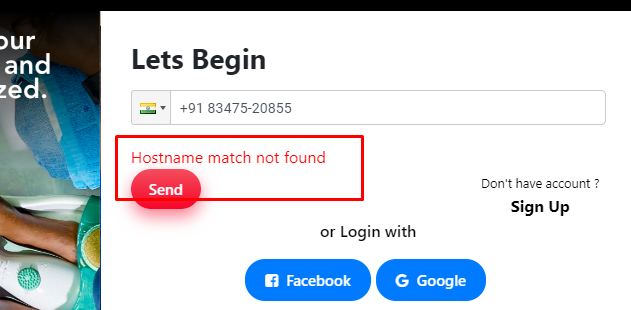 our
and
zed.
Lets Begin
+91 83475-20855
Hostname match not found
Send
Don't have account ?
Sign Up
or Login with
Facebook
Google